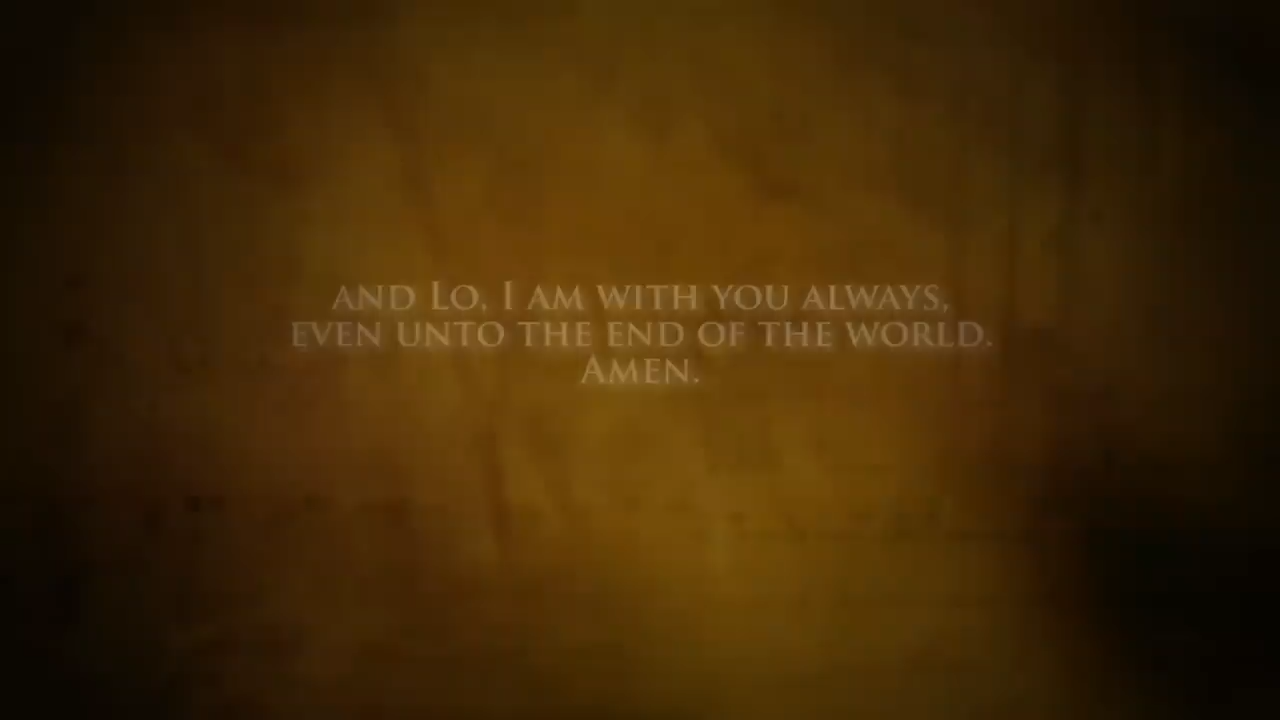 and Lo, I am with you always,
even unto the end of the world.
Amen.